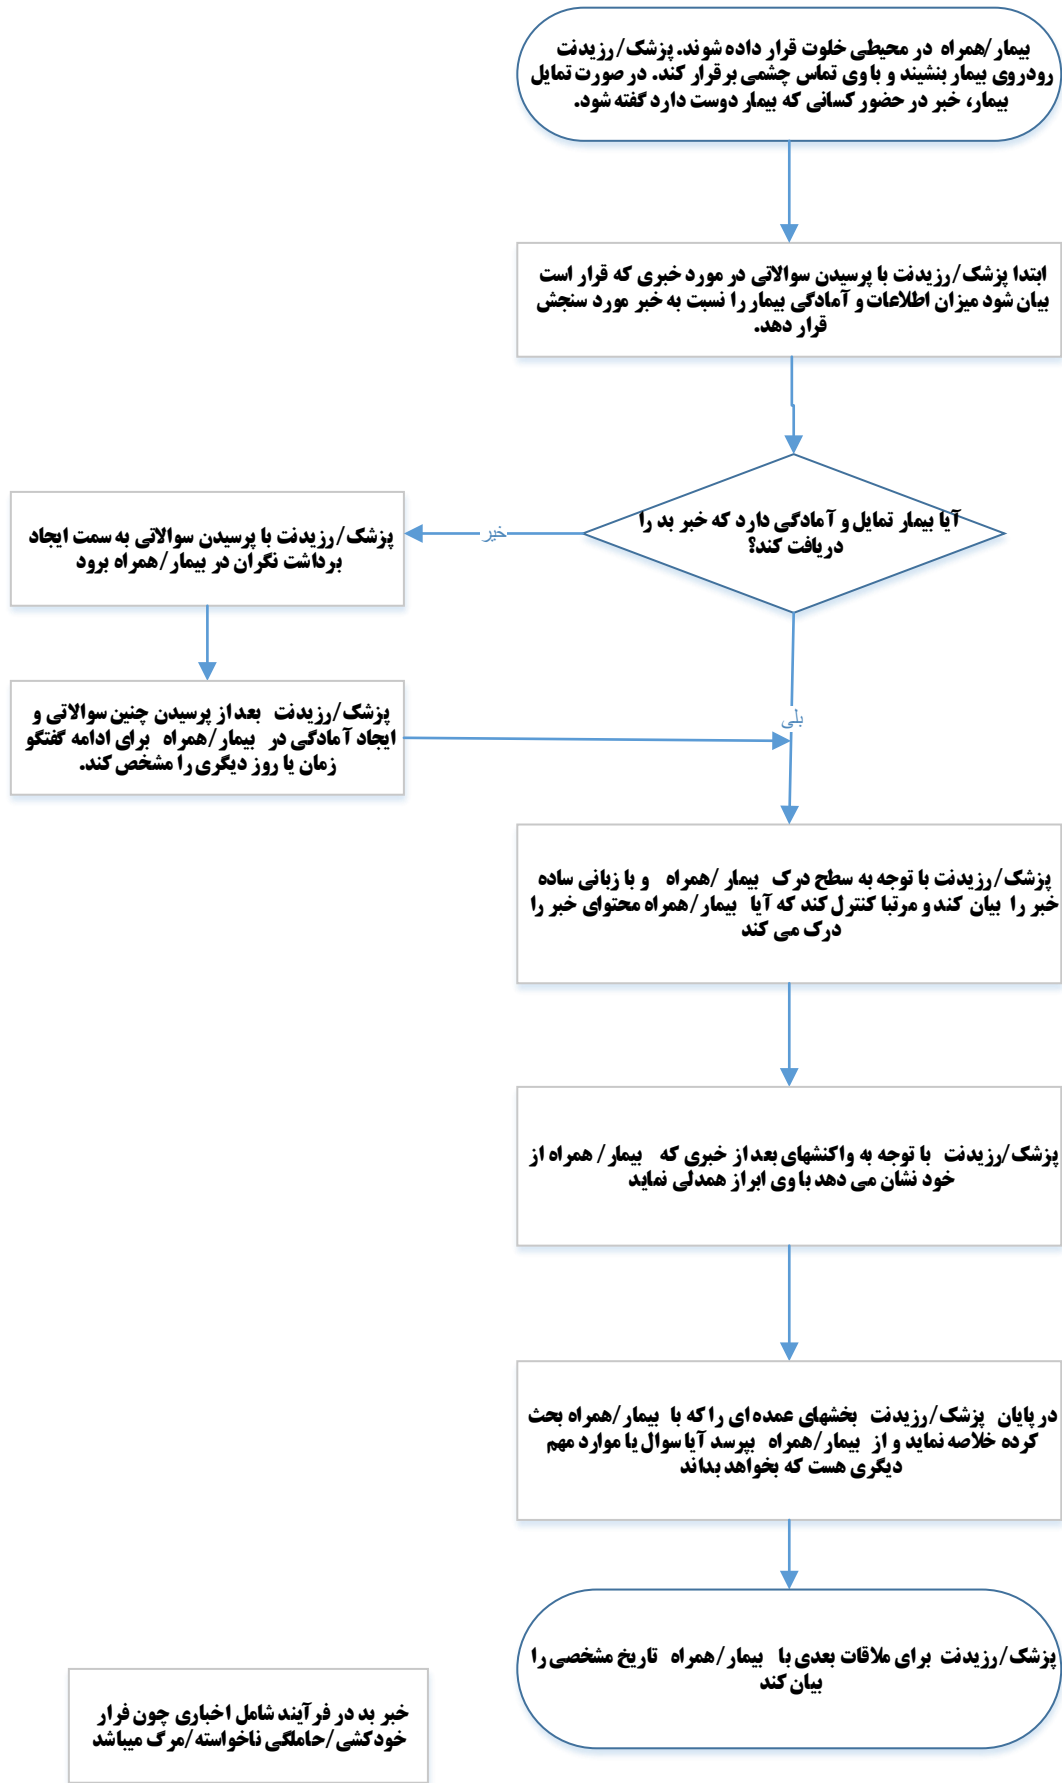 بیمار/همراه در محیطی خلوت قرار داده شوند. پزشک/رزیدنت
رودروی بیمار بنشیند و با وی تماس چشمی برقرار کند. در صورت تمایل
بیمار، خبر در حضور کسانی که بیمار دوست دارد گفته شود.
ابتدا پزشک/رزیدنت با پرسیدن سوالاتی در مورد خبری که قرار است
بیان شود میزان اطلاعات و آمادگی بیمار را نسبت به خبر مورد سنجش
قرار دهد.
آیا بیمار تمایل و آمادگی دارد که خبر بد را
دریافت کند؟
خیر
پزشک/رزیدنت با پرسیدن سوالاتی به سمت ایجاد
برداشت نگران در بیمار/همراه برود
پزشک/رزیدنت بعد از پرسیدن چنین سوالاتی و
ایجاد آمادگی در بیمار/همراه برای ادامه گفتگو
زمان یا روز دیگری را مشخص کند.
بلی
پزشک/رزیدنت با توجه به سطح درک بیمار /همراه و با زبانی ساده
خبر را بیان کند و مرتبا کنترل کند که آیا بیمار/همراه محتوای خبر را
درک می کند
پزشک/رزیدنت با توجه به واکنشهای بعد از خبری که بیمار/ همراه از
خود نشان می دهد با وی ابراز همدلی نماید
در پایان پزشک/رزیدنت بخشهای عمده ای را که با بیمار/همراه بحث
کرده خلاصه نماید و از بیمار/همراه بپرسد آیا سوال یا موارد مهم
دیگری هست که بخواهد بداند
پزشک/رزیدنت برای ملاقات بعدی با بیمار/همراه تاریخ مشخصی را
بیان کند
خبر بد در فرآیند شامل اخباری چون فرار
خودکشی/حاملگی ناخواسته/مرگ میباشد